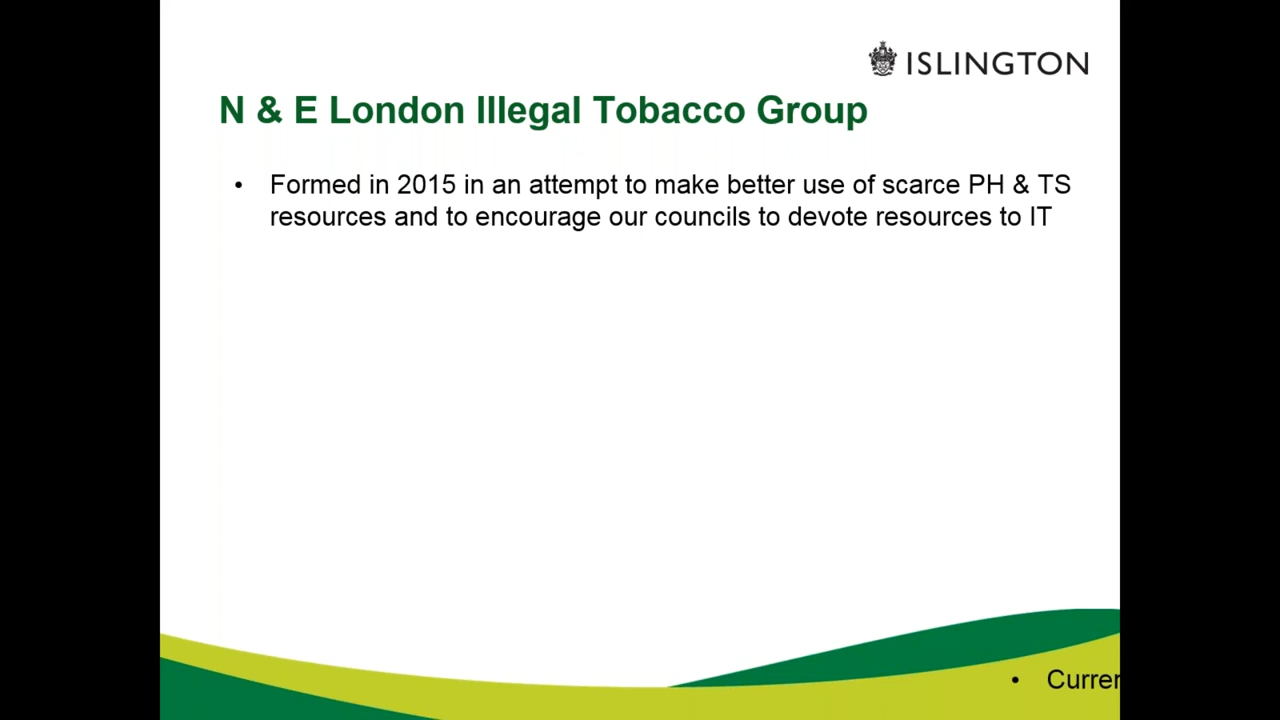 ISLINGTON
N & E London Illegal Tobacco Group
• Formed in 2015 in an attempt to make better use of scarce PH & TS
resources and to encourage our councils to devote resources to IT
• Curren